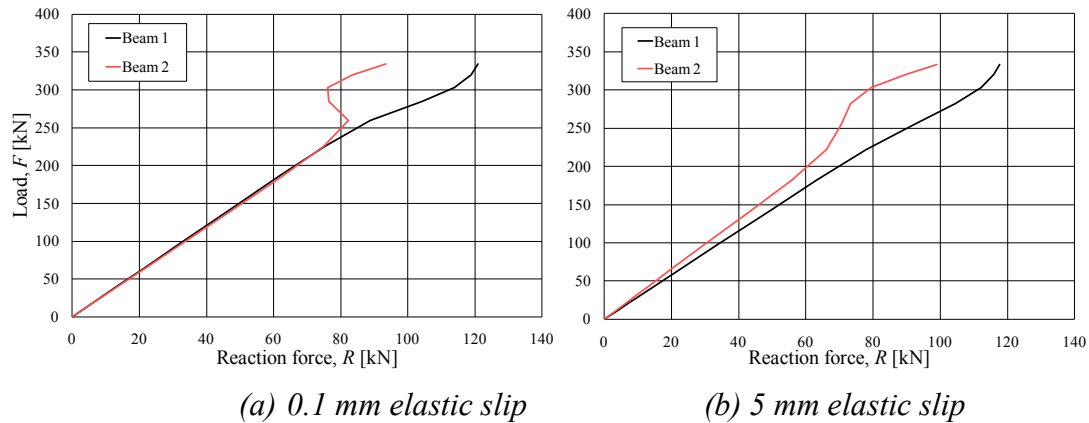 400
350
300
250
200
150
100
50
0
Load, F [kN]
Beam 1
Beam 2
0 20 40 60 80 100 120 140
Reaction force, R [kN]
(a) 0.1 mm elastic slip
400
350
300
250
200
150
100
50
0
Beam 1
Beam 2
0 20 40 60 80 100 120 140
Reaction force, R [kN]
(b) 5 mm elastic slip